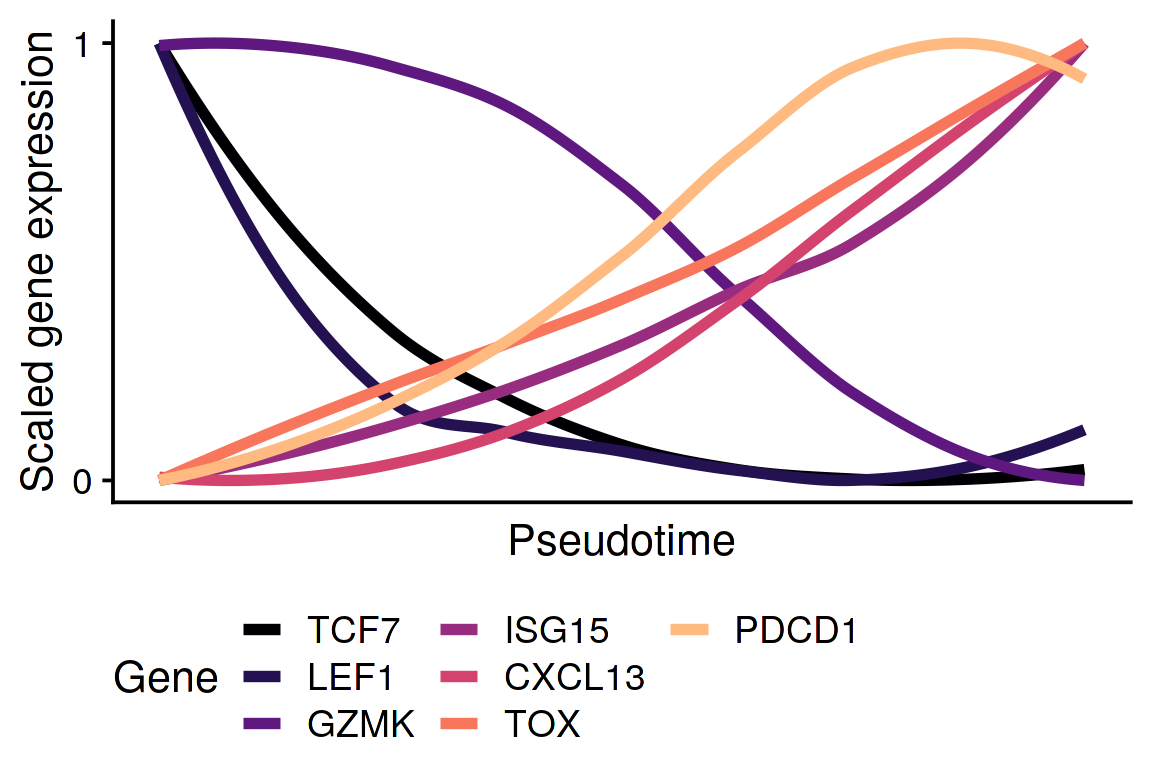 Scaled gene expression
1
0
Pseudotime
Gene
TCF7
ISG15
PDCD1
LEF1
CXCL13
GZMK
TOX